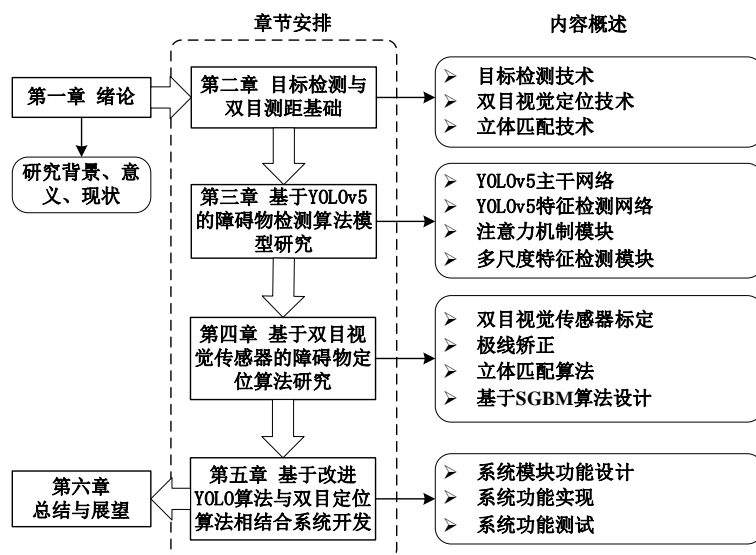 章节安排
内容概述
第一章 绪论
研究背景、意
义、现状
第二章 目标检测与
双目测距基础
目标检测技术
双目视觉定位技术
立体匹配技术
第三章 基于YOLOv5
的障碍物检测算法模
型研究
YOLOv5主干网络
YOLOv5特征检测网络
注意力机制模块
多尺度特征检测模块
第四章 基于双目视
觉传感器的障碍物定
位算法研究
双目视觉传感器标定
极线矫正
立体匹配算法
基于SGBM算法设计
第五章 基于改进
YOLO算法与双目定位
算法相结合系统开发
系统模块功能设计
系统功能实现
系统功能测试
第六章
总结与展望